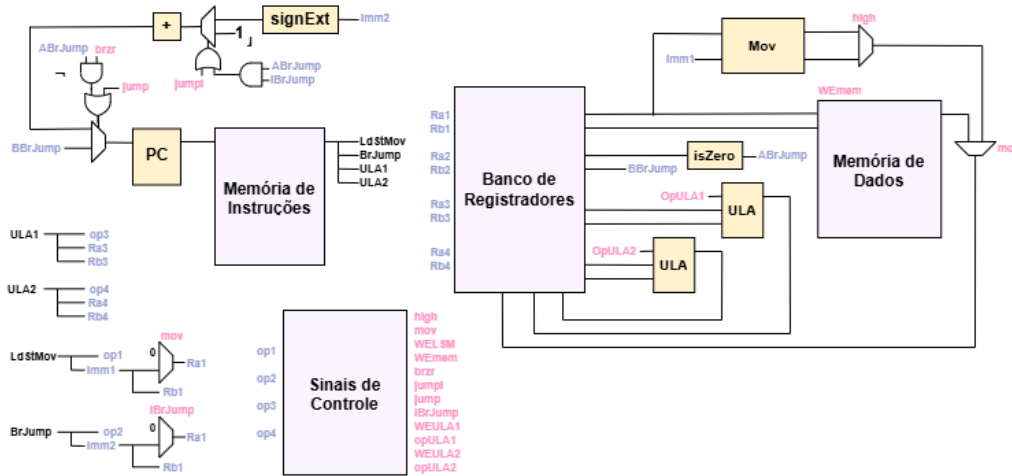 signExt
Imm2
+
1
ABrJump
brzr
jump
jumpI
ABrJump
IBrJump
BBrJump
PC
Memória de
Instruções
LdStMov
BrJump
ULA1
ULA2
ULA1
op3
Ra3
Rb3
ULA2
op4
Ra4
Rb4
LdStMov
op1
Imm1
mov
0
Ra1
Rb1
BrJump
op2
Imm2
IBrJump
0
Ra1
Rb1
op1
op2
op3
op4
Sinais de
Controle
high
mov
WELSM
WEmem
brzr
jumpI
jump
IBrJump
WEULA1
opULA1
WEULA2
opULA2
Ra1
Rb1
Ra2
Rb2
Ra3
Rb3
Ra4
Rb4
Banco de
Registradores
Imm1
Mov
high
WEmem
Memória de
Dados
isZero
ABrJump
BBrJump
OpULA1
ULA
OpULA2
ULA